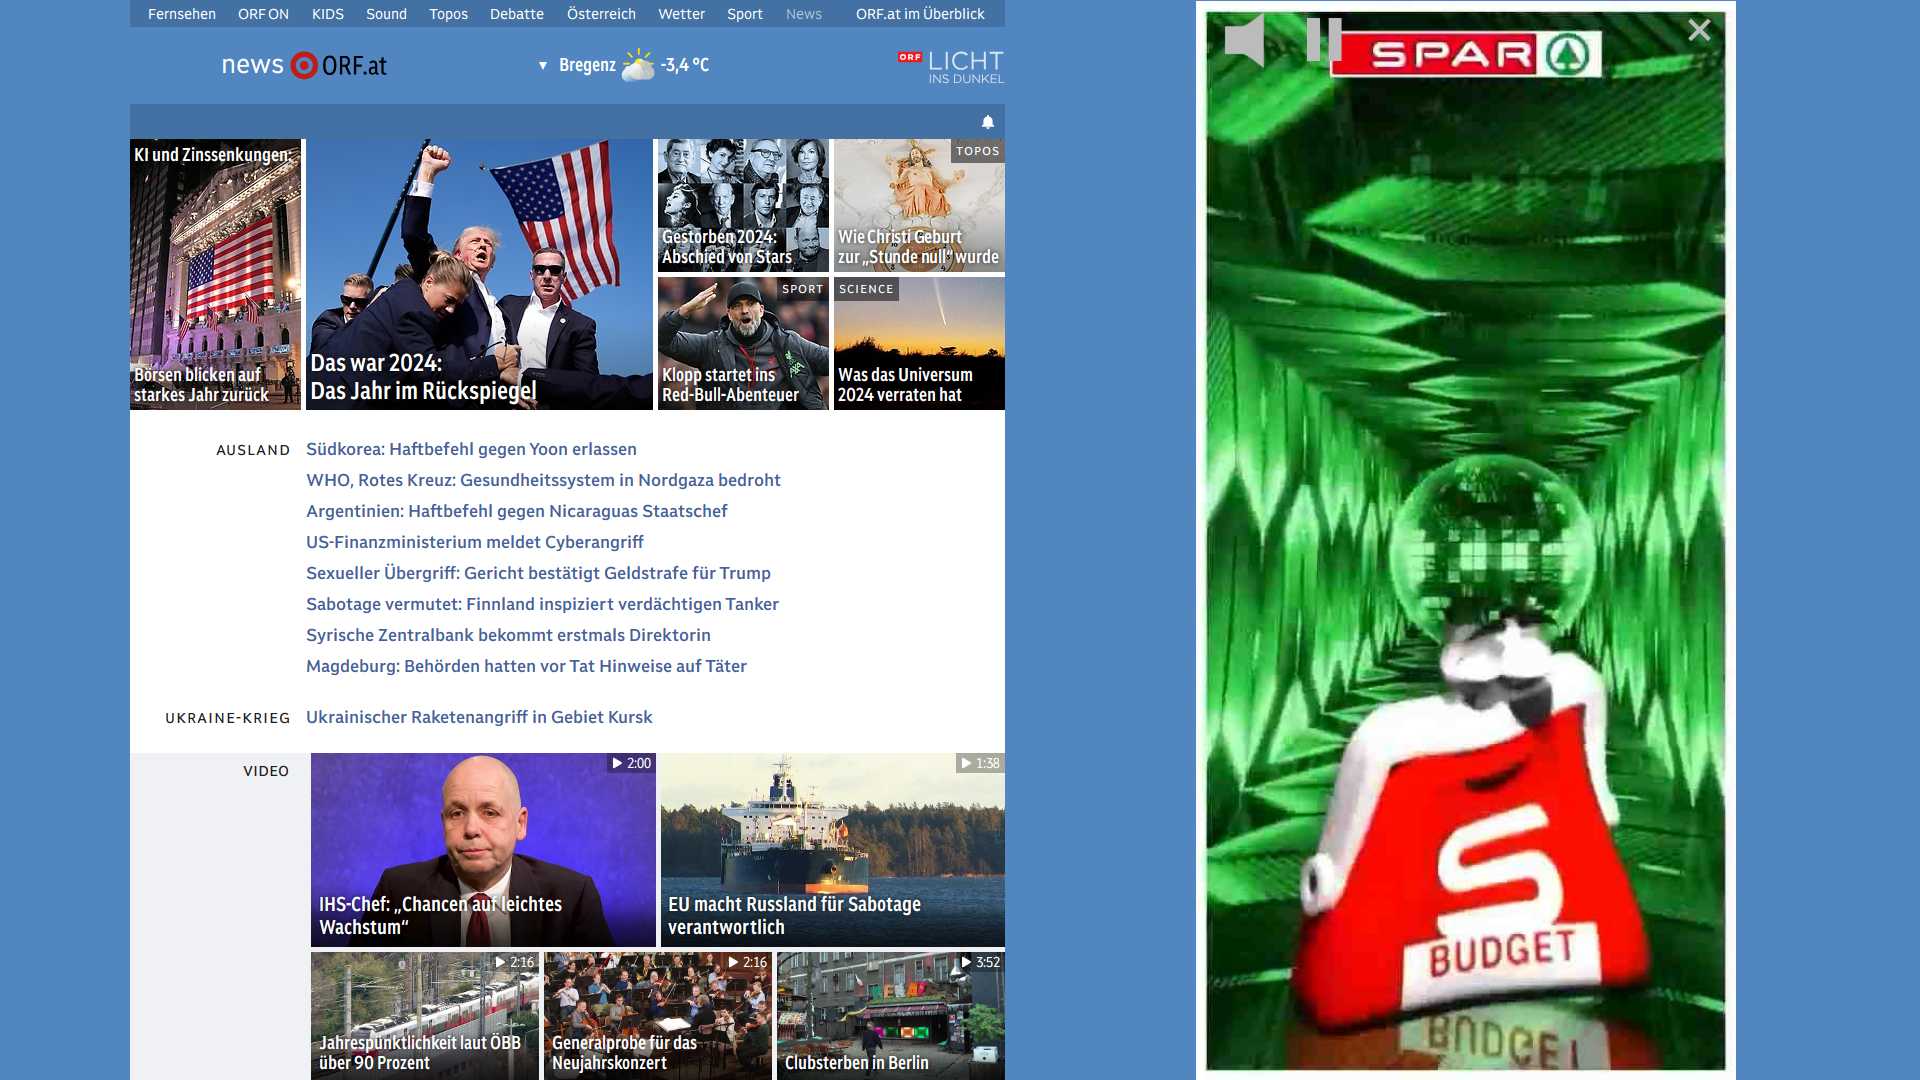 Fernsehen ORF ON KIDS Sound Topos Debatte Österreich Wetter Sport News ORF.at im Überblick
news ORF.at
▼ Bregenz -3,4 °C
ORF LICHT
INS DUNKEL
KI und Zinssenkungen:
Börsen blicken auf
starkes Jahr zurück
Das war 2024:
Das Jahr im Rückspiegel
Gestorben 2024:
Abschied von Stars
TOPOS
Wie Christi Geburt
zur „Stunde null“ wurde
SPORT
Klopp startet ins
Red-Bull-Abenteuer
SCIENCE
Was das Universum
2024 verraten hat
AUSLAND
Südkorea: Haftbefehl gegen Yoon erlassen
WHO, Rotes Kreuz: Gesundheitssystem in Nordgaza bedroht
Argentinien: Haftbefehl gegen Nicaraguas Staatschef
US-Finanzministerium meldet Cyberangriff
Sexueller Übergriff: Gericht bestätigt Geldstrafe für Trump
Sabotage vermutet: Finnland inspiziert verdächtigen Tanker
Syrische Zentralbank bekommt erstmals Direktorin
Magdeburg: Behörden hatten vor Tat Hinweise auf Täter
UKRAINE-KRIEG
Ukrainischer Raketenangriff in Gebiet Kursk
VIDEO
2:00
IHS-Chef: „Chancen auf leichtes
Wachstum“
1:38
EU macht Russland für Sabotage
verantwortlich
2:16
Jahrespünktlichkeit laut ÖBB
über 90 Prozent
2:16
Generalprobe für das
Neujahrskonzert
3:52
Clubsterben in Berlin
SPAR
S
BUDGET